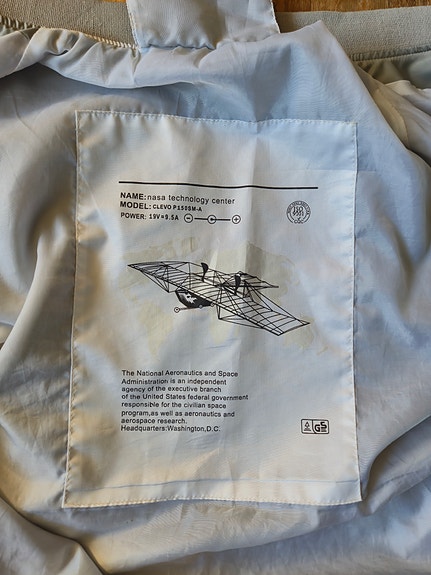 NAME:nasa technology center
MODEL: CLEVO P150SM-A
POWER: 19V=9.5A
ISO
9001
The National Aeronautics and Space
Administration is an independent
agency of the executive branch
of the United States federal government
responsible for the civilian space
program,as well as aeronautics and
aerospace research.
Headquarters:Washington,D.C.
GS